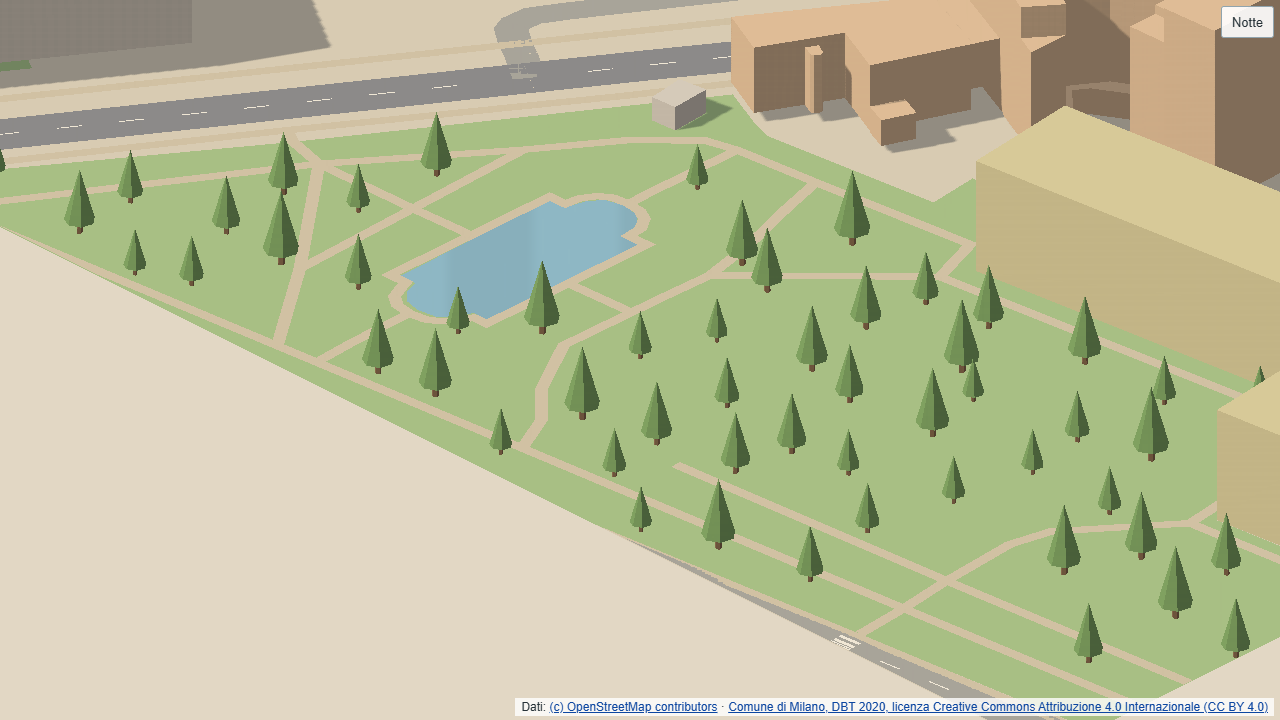 Notte
Dati: (c) OpenStreetMap contributors · Comune di Milano, DBT 2020, licenza Creative Commons Attribuzione 4.0 Internazionale (CC BY 4.0)